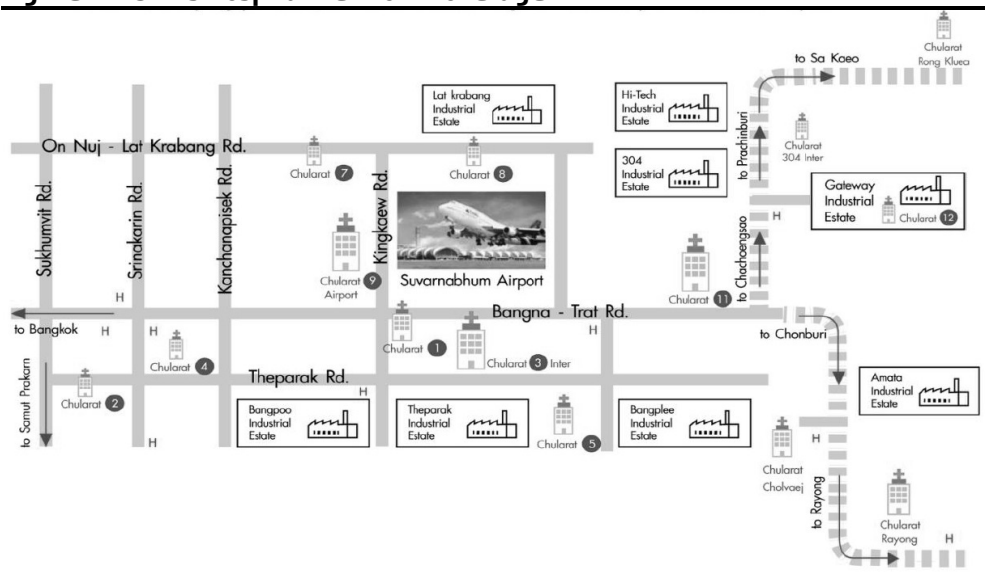 Chularat
Rong Kluea
to Sa Kaeo
Lat krabang
Industrial
Estate
Hi-Tech
Industrial
Estate
On Nuj - Lat Krabang Rd.
Chularat 7
Chularat 8
304
Industrial
Estate
to Prachinburi
Chularat
304 Inter
Gateway
Industrial
Estate
Chularat 12
H
Sukhumvit Rd.
Srinakarin Rd.
Kanchanapisek Rd.
Kingkaew Rd.
Chularat 9
Airport
Suvarnabhum Airport
Chularat 11
to Chachoengsao
H
Bangna - Trat Rd.
to Bangkok
H
H
Chularat 4
Chularat 1
Chularat 3 Inter
H
to Chonburi
to Samut Prakarn
Chularat 2
Theparak Rd.
H
H
Bangpoo
Industrial
Estate
Theparak
Industrial
Estate
Chularat 5
Bangplee
Industrial
Estate
Amata
Industrial
Estate
H
Chularat
Cholvaej
to Rayong
Chularat
Rayong
H